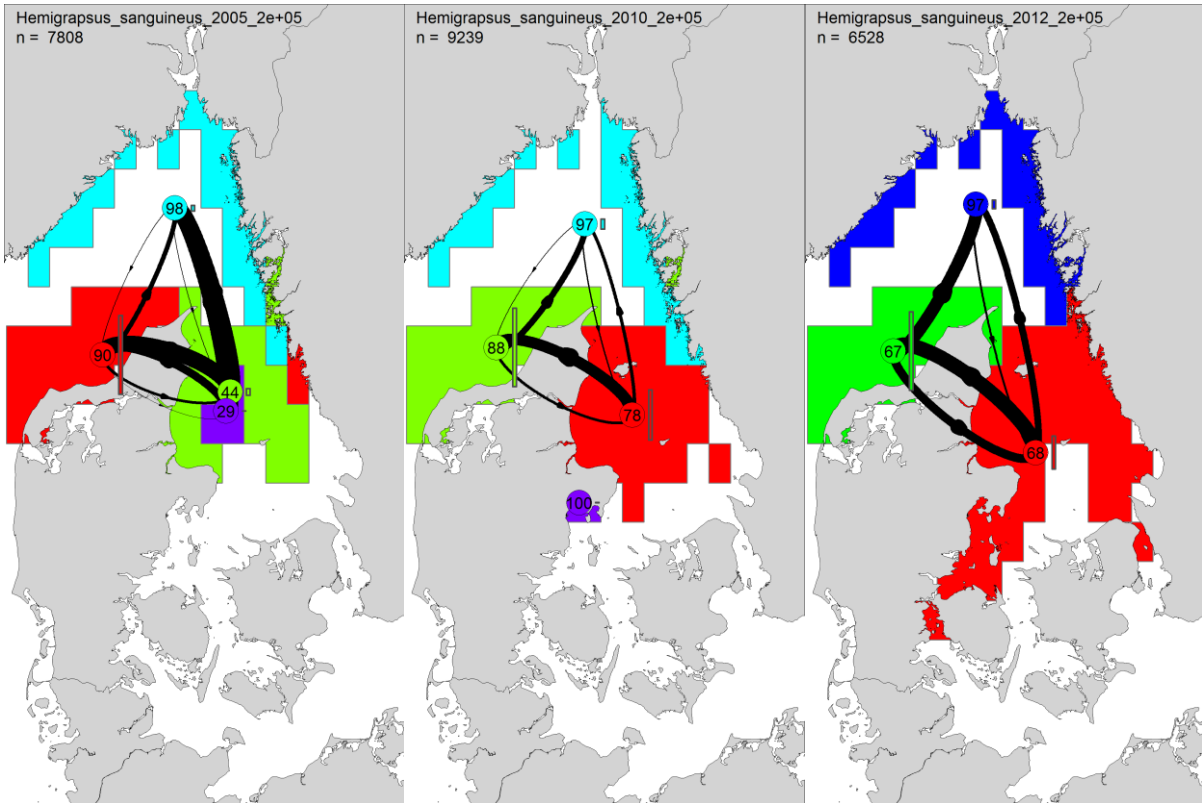 Hemigrapsus_sanguineus_2005_2e+05
n = 7808
98
90
44
29
Hemigrapsus_sanguineus_2010_2e+05
n = 9239
97
88
78
100
Hemigrapsus_sanguineus_2012_2e+05
n = 6528
97
67
68